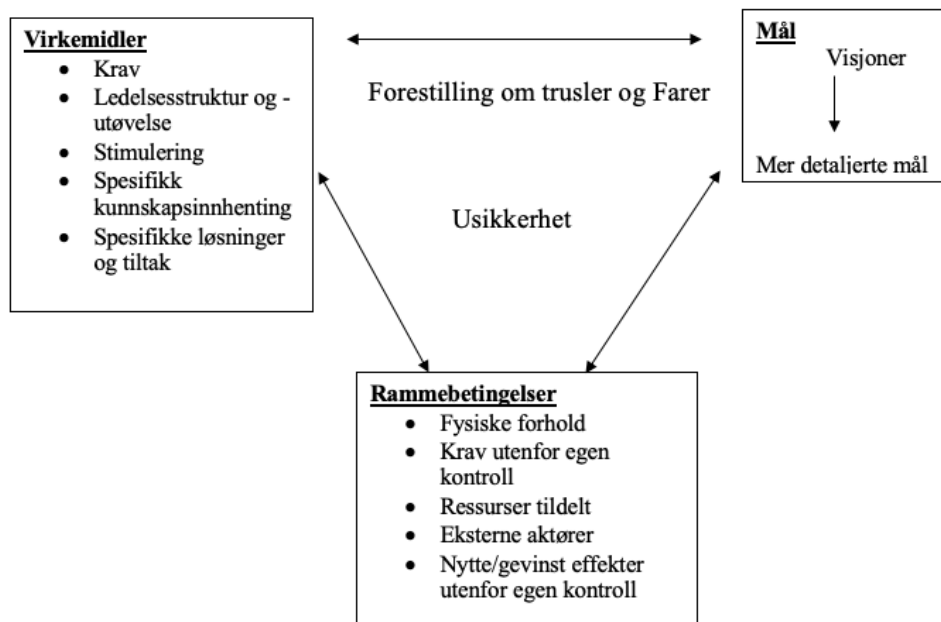 Virkemidler
• Krav
• Ledelsesstruktur og -
utøvelse
• Stimulering
• Spesifikk
kunnskapsinnhenting
• Spesifikke løsninger
og tiltak
Forestilling om trusler og Farer
Usikkerhet
Mål
Visjoner
Mer detaljerte mål
Rammebetingelser
• Fysiske forhold
• Krav utenfor egen
kontroll
• Ressurser tildelt
• Eksterne aktører
• Nytte/gevinst effekter
utenfor egen kontroll